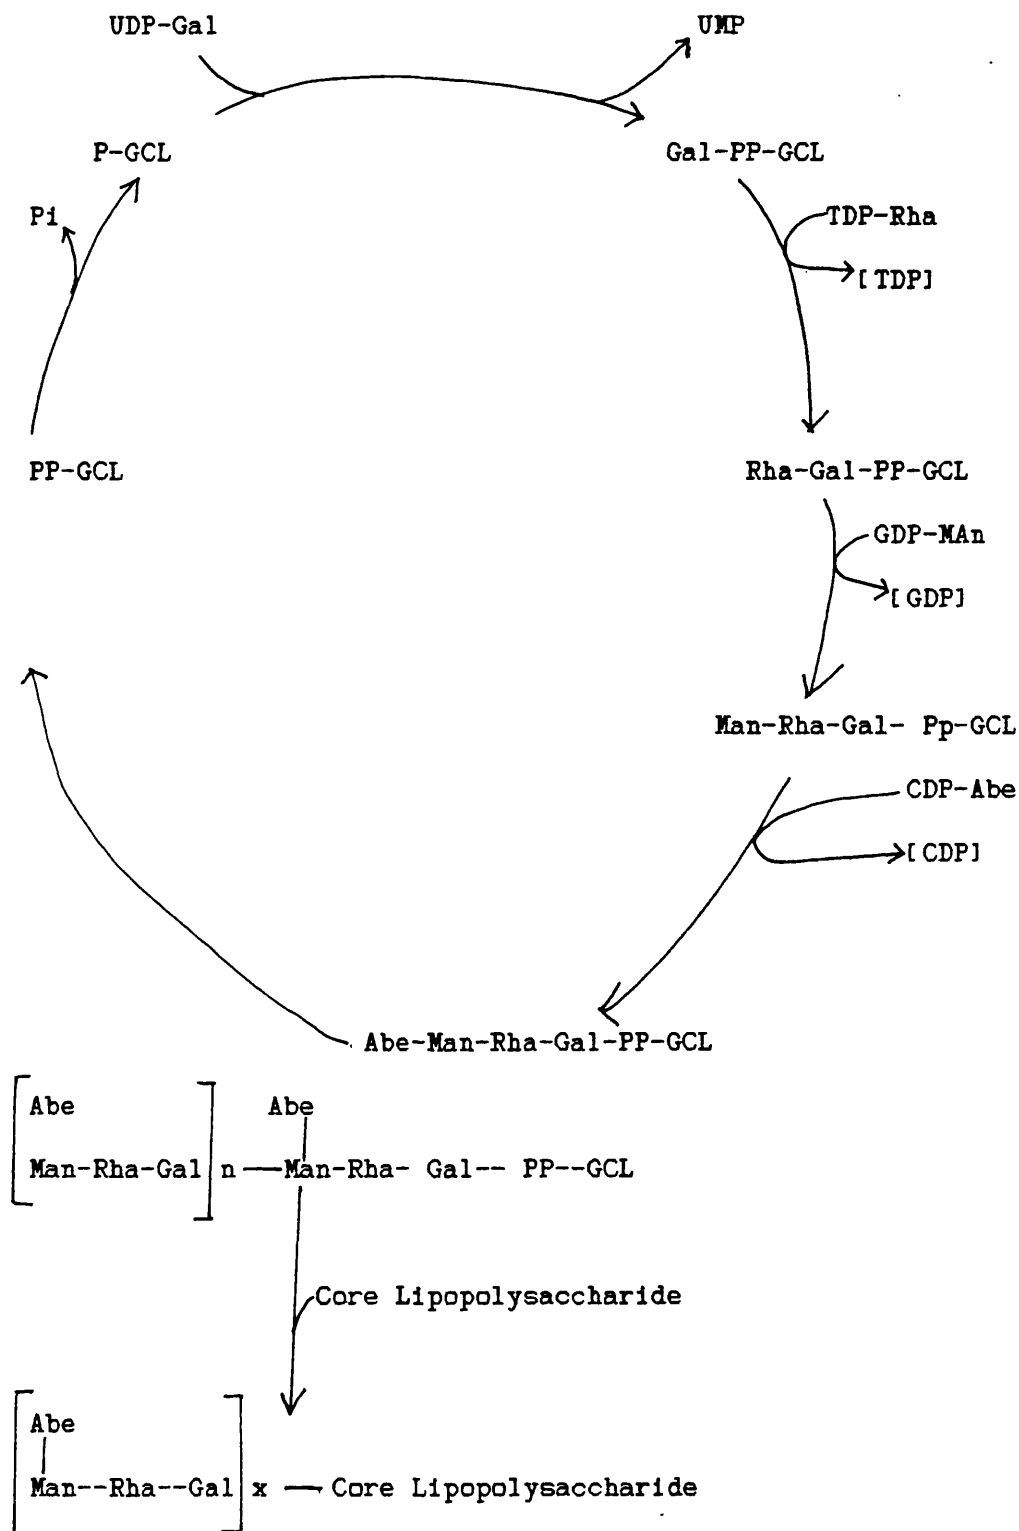 UDP-Gal UMP
P-GCL Gal-PP-GCL
Pi TDP-Rha
[TDP]
PP-GCL Rha-Gal-PP-GCL
GDP-MAn
[GDP]
Man-Rha-Gal- Pp-GCL
CDP-Abe
[CDP]
Abe-Man-Rha-Gal-PP-GCL
Abe Abe
Man-Rha-Gal n Man-Rha- Gal-- PP--GCL
Core Lipopolysaccharide
Abe
Man--Rha--Gal x — Core Lipopolysaccharide